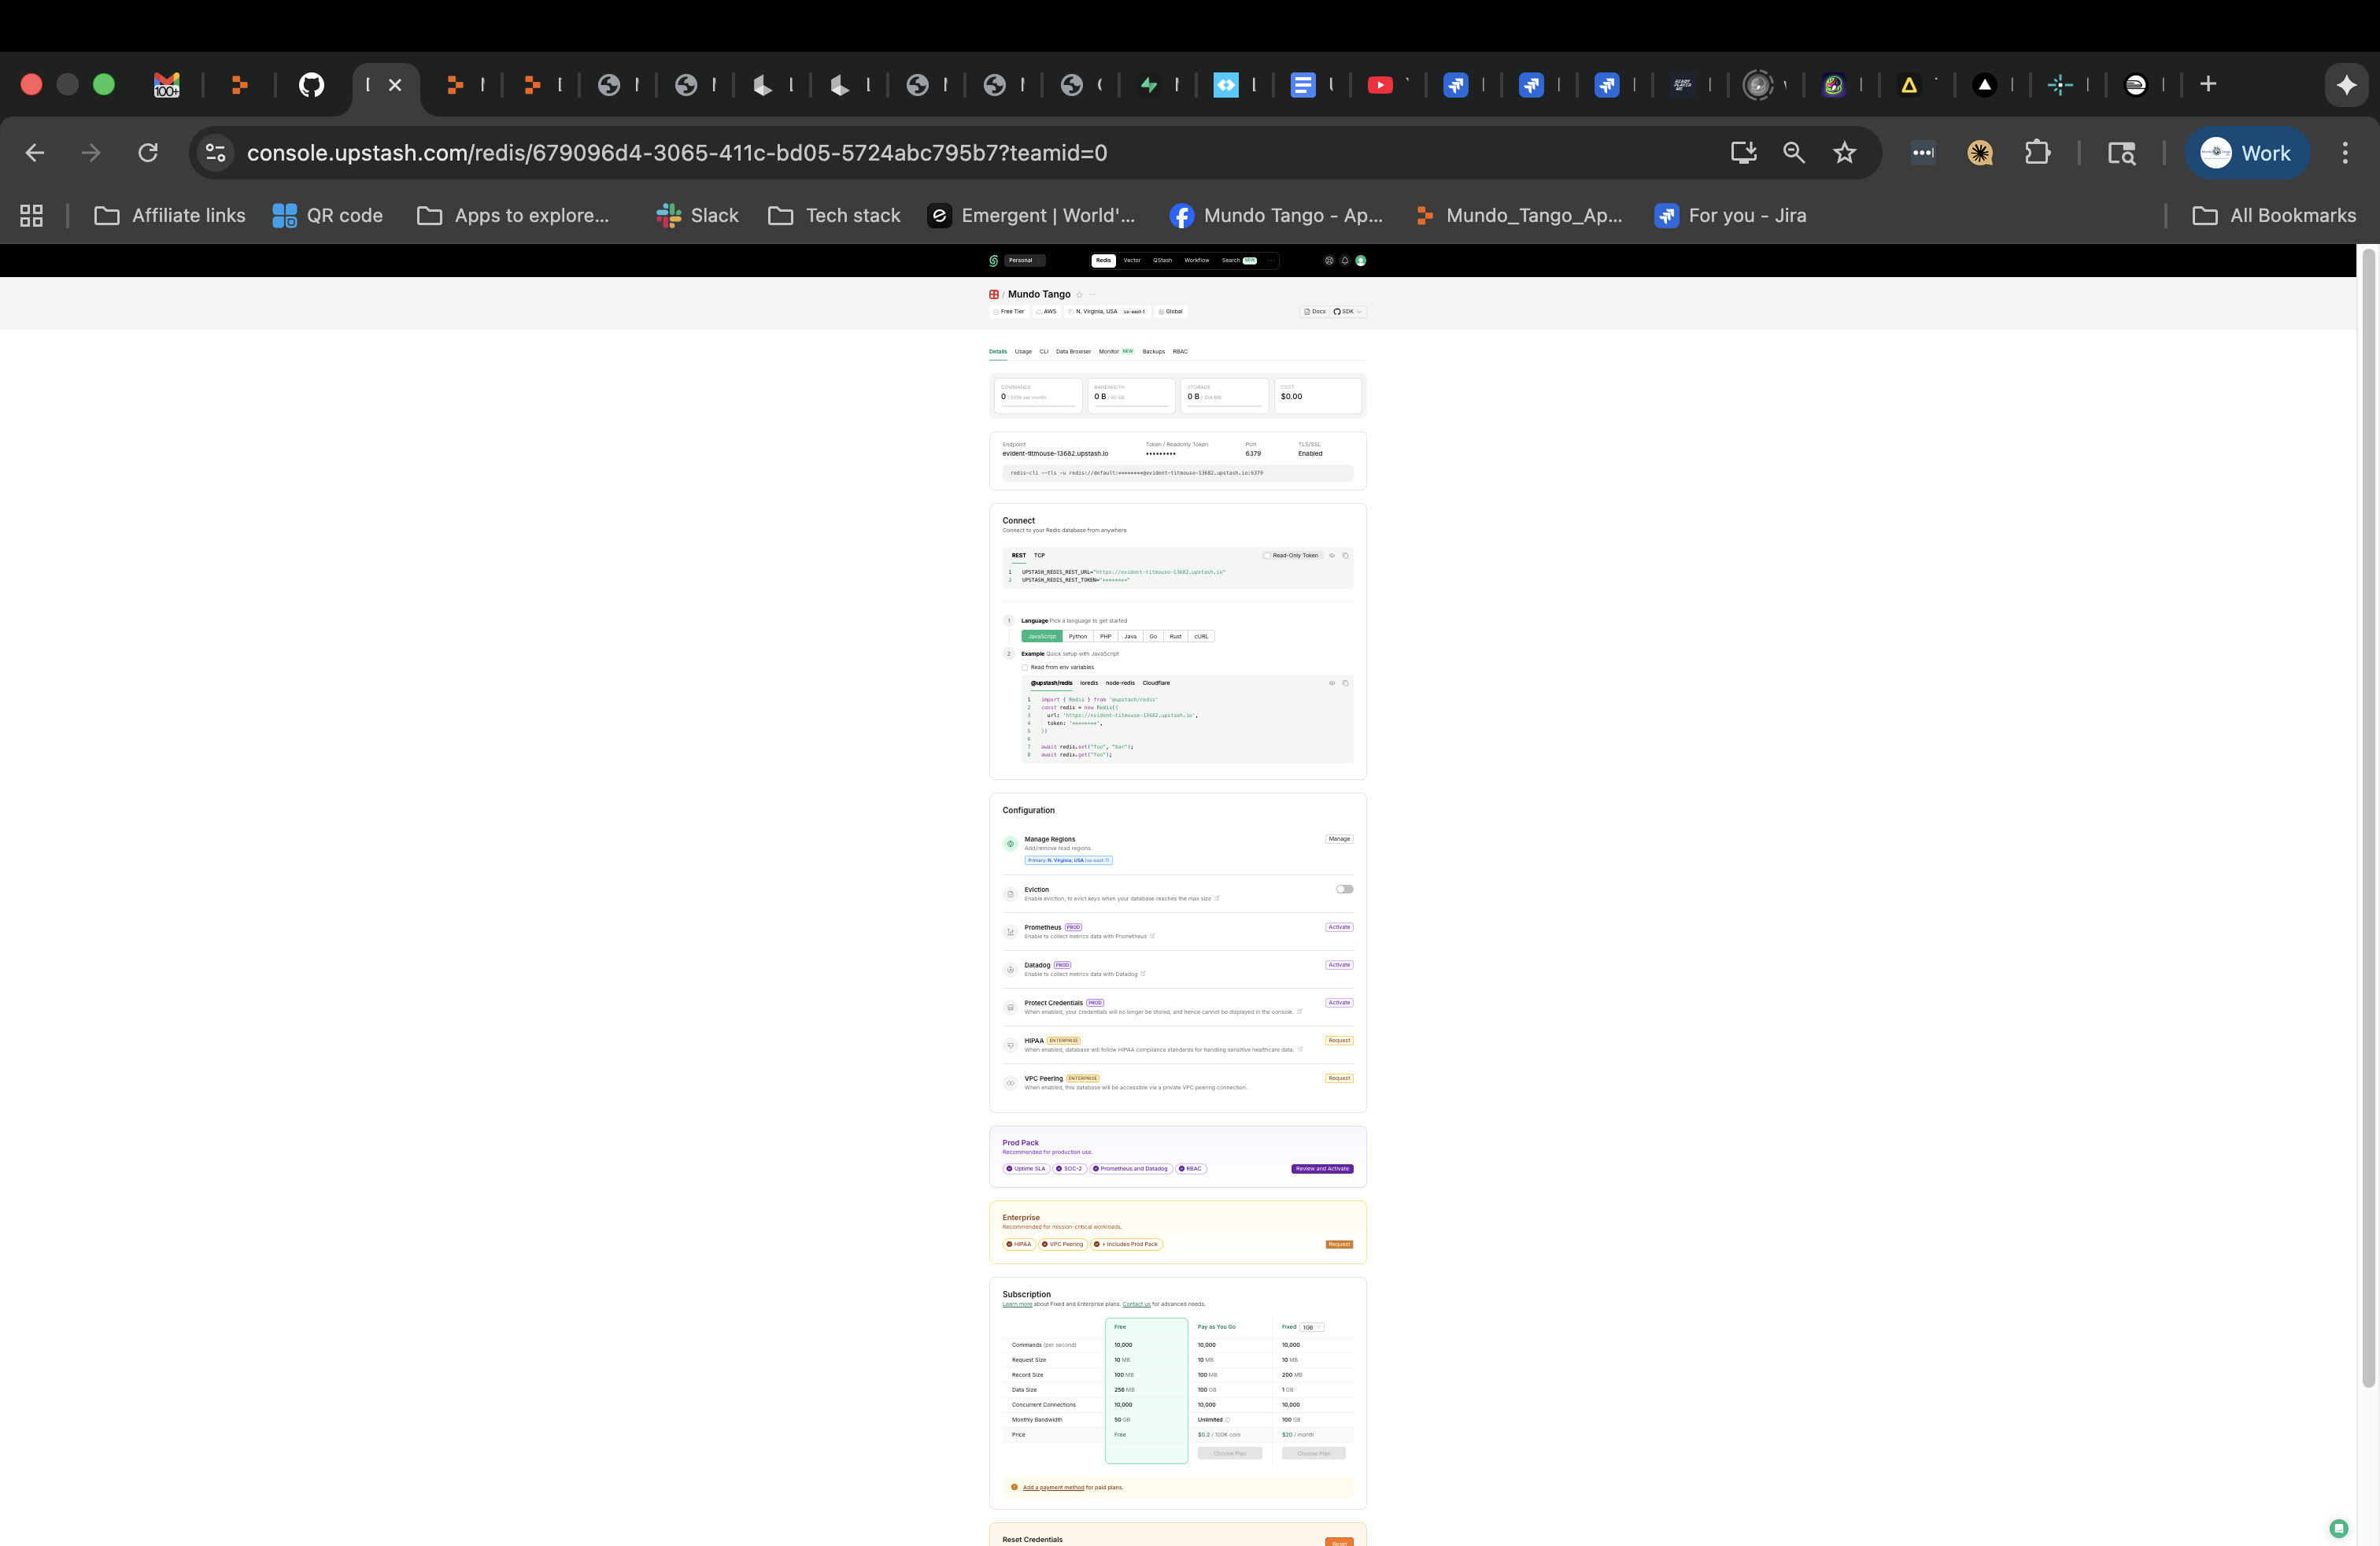 100+
console.upstash.com/redis/679096d4-3065-411c-bd05-5724abc795b7?teamid=0
Work
Affiliate links
QR code
Apps to explore...
Slack
Tech stack
Emergent | World'...
Mundo Tango - Ap...
Mundo_Tango_Ap...
For you - Jira
All Bookmarks
Personal
Redis Vector QStash Workflow Search NEW
/ Mundo Tango
Free Tier AWS N. Virginia, USA us-east-1 Global
Docs SDK
Details Usage CLI Data Browser Monitor NEW Backups RBAC
COMMANDS BANDWIDTH STORAGE COST
0 / 500k per month 0 B / 50 GB 0 B / 256 MB $0.00
Endpoint Token / Readonly Token Port TLS/SSL
evident-titmouse-13682.upstash.io ••••••••• 6379 Enabled
redis-cli --tls -u redis://default:********@evident-titmouse-13682.upstash.io:6379
Connect
Connect to your Redis database from anywhere
REST TCP Read-Only Token
1 UPSTASH_REDIS_REST_URL="https://evident-titmouse-13682.upstash.io"
2 UPSTASH_REDIS_REST_TOKEN="********"
1 Language Pick a language to get started
JavaScript Python PHP Java Go Rust cURL
2 Example Quick setup with JavaScript
Read from env variables
@upstash/redis ioredis node-redis Cloudflare
1 import { Redis } from '@upstash/redis'
2 const redis = new Redis({
3 url: 'https://evident-titmouse-13682.upstash.io',
4 token: '********',
5 })
6
7 await redis.set("foo", "bar");
8 await redis.get("foo");
Configuration
Manage Regions Manage
Add/remove read regions.
Primary: N. Virginia, USA (us-east-1)
Eviction
Enable eviction, to evict keys when your database reaches the max size
Prometheus PROD Activate
Enable to collect metrics data with Prometheus
Datadog PROD Activate
Enable to collect metrics data with Datadog
Protect Credentials PROD Activate
When enabled, your credentials will no longer be stored, and hence cannot be displayed in the console.
HIPAA ENTERPRISE Request
When enabled, database will follow HIPAA compliance standards for handling sensitive healthcare data.
VPC Peering ENTERPRISE Request
When enabled, this database will be accessible via a private VPC peering connection.
Prod Pack
Recommended for production use.
Uptime SLA SOC-2 Prometheus and Datadog RBAC Review and Activate
Enterprise
Recommended for mission-critical workloads.
HIPAA VPC Peering + Includes Prod Pack Request
Subscription
Learn more about Fixed and Enterprise plans. Contact us for advanced needs.
Free Pay as You Go Fixed 1GB
Commands (per second) 10,000 10,000 10,000
Request Size 10 MB 10 MB 10 MB
Record Size 100 MB 100 MB 200 MB
Data Size 256 MB 100 GB 1 GB
Concurrent Connections 10,000 10,000 10,000
Monthly Bandwidth 50 GB Unlimited 100 GB
Price Free $0.2 / 100K com $20 / month
Choose Plan Choose Plan
Add a payment method for paid plans.
Reset Credentials
Reset